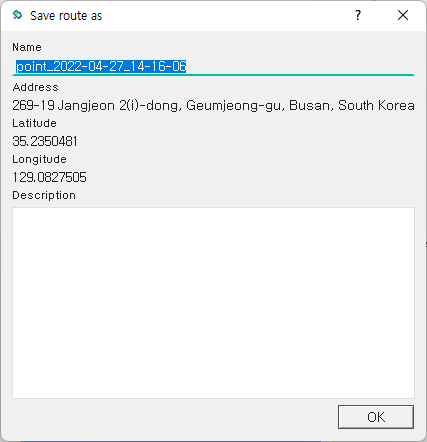 Save route as
?
Name
point_2022-04-27_14-16-06
Address
269-19 Jangjeon 2(i)-dong, Geumjeong-gu, Busan, South Korea
Latitude
35.2350481
Longitude
129.0827505
Description
OK